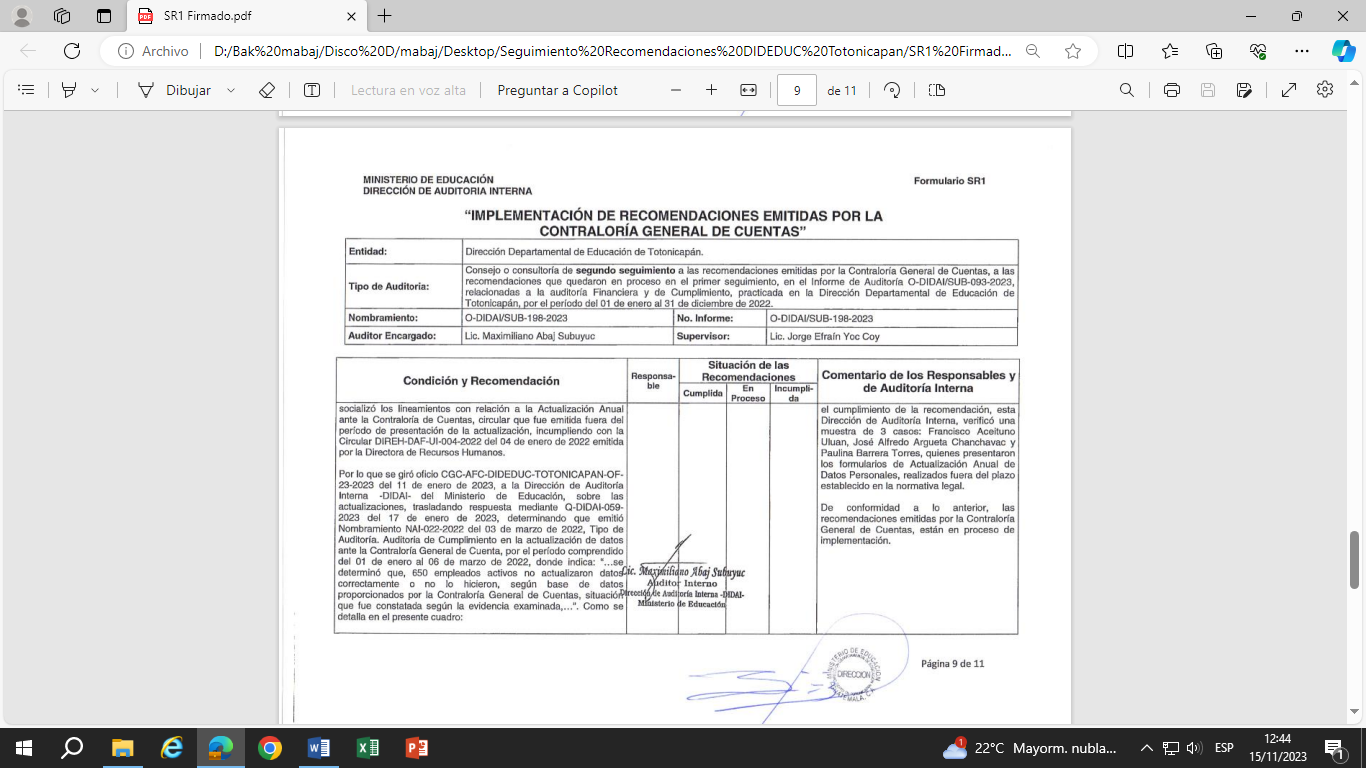 SR1 Firmado.pdf
Archivo
D:/Bak%20mabaj/Disco%20D/mabaj/Desktop/Seguimiento%20Recomendaciones%20DIDEDUC%20Totonicapan/SR1%20Firmad...
Dibujar
Lectura en voz alta
Preguntar a Copilot
9
de 11
MINISTERIO DE EDUCACIÓN
DIRECCIÓN DE AUDITORIA INTERNA
Formulario SR1
“IMPLEMENTACIÓN DE RECOMENDACIONES EMITIDAS POR LA
CONTRALORÍA GENERAL DE CUENTAS”
Entidad:
Dirección Departamental de Educación de Totonicapán.
Tipo de Auditoria:
Consejo o consultoría de segundo seguimiento a las recomendaciones emitidas por la Contraloría General de Cuentas, a las
recomendaciones que quedaron en proceso en el primer seguimiento, en el Informe de Auditoría O-DIDAI/SUB-093-2023,
relacionadas a la auditoría Financiera y de Cumplimiento, practicada en la Dirección Departamental de Educación de
Totonicapán, por el período del 01 de enero al 31 de diciembre de 2022.
Nombramiento:
O-DIDAI/SUB-198-2023
No. Informe:
O-DIDAI/SUB-198-2023
Auditor Encargado:
Lic. Maximiliano Abaj Subuyuc
Supervisor:
Lic. Jorge Efraín Yoc Coy
Condición y Recomendación
Responsa-
ble
Situación de las
Recomendaciones
Cumplida
En
Proceso
Incumpli-
da
Comentario de los Responsables y
de Auditoría Interna
socializó los lineamientos con relación a la Actualización Anual
ante la Contraloría de Cuentas, circular que fue emitida fuera del
período de presentación de la actualización, incumpliendo con la
Circular DIREH-DAF-UI-004-2022 del 04 de enero de 2022 emitida
por la Directora de Recursos Humanos.
Por lo que se giró oficio CGC-AFC-DIDEDUC-TOTONICAPAN-OF-
23-2023 del 11 de enero de 2023, a la Dirección de Auditoría
Interna -DIDAI- del Ministerio de Educación, sobre las
actualizaciones, trasladando respuesta mediante Q-DIDAI-059-
2023 del 17 de enero de 2023, determinando que emitió
Nombramiento NAI-022-2022 del 03 de marzo de 2022, Tipo de
Auditoría. Auditoría de Cumplimiento en la actualización de datos
ante la Contraloría General de Cuenta, por el período comprendido
del 01 de enero al 06 de marzo de 2022, donde indica: “...se
determinó que, 650 empleados activos no actualizaron datos
correctamente o no lo hicieron, según base de datos
proporcionados por la Contraloría General de Cuentas, situación
que fue constatada según la evidencia examinada,...”. Como se
detalla en el presente cuadro:
el cumplimiento de la recomendación, esta
Dirección de Auditoría Interna, verificó una
muestra de 3 casos: Francisco Aceituno
Uluan, José Alfredo Argueta Chanchavac y
Paulina Barrera Torres, quienes presentaron
los formularios de Actualización Anual de
Datos Personales, realizados fuera del plazo
establecido en la normativa legal.
De conformidad a lo anterior, las
recomendaciones emitidas por la Contraloría
General de Cuentas, están en proceso de
implementación.
Lic. Maximiliano Abaj Subuyuc
Auditor Interno
Dirección de Auditoría Interna -DIDAI-
Ministerio de Educación
MINISTERIO DE EDUCACIÓN
DIRECCIÓN
GUATEMALA, C.A.
Página 9 de 11
1
22°C Mayorm. nubla...
ESP
12:44
15/11/2023
1